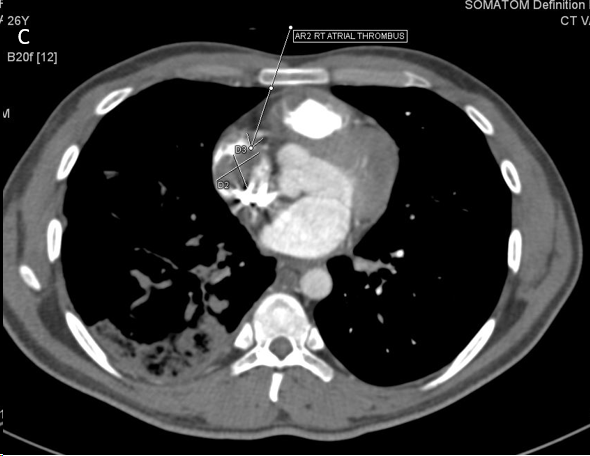 SOMATOM Definition
26Y
CT VA
C
B20f [12]
AR2 RT ATRIAL THROMBUS
M
D3
D2